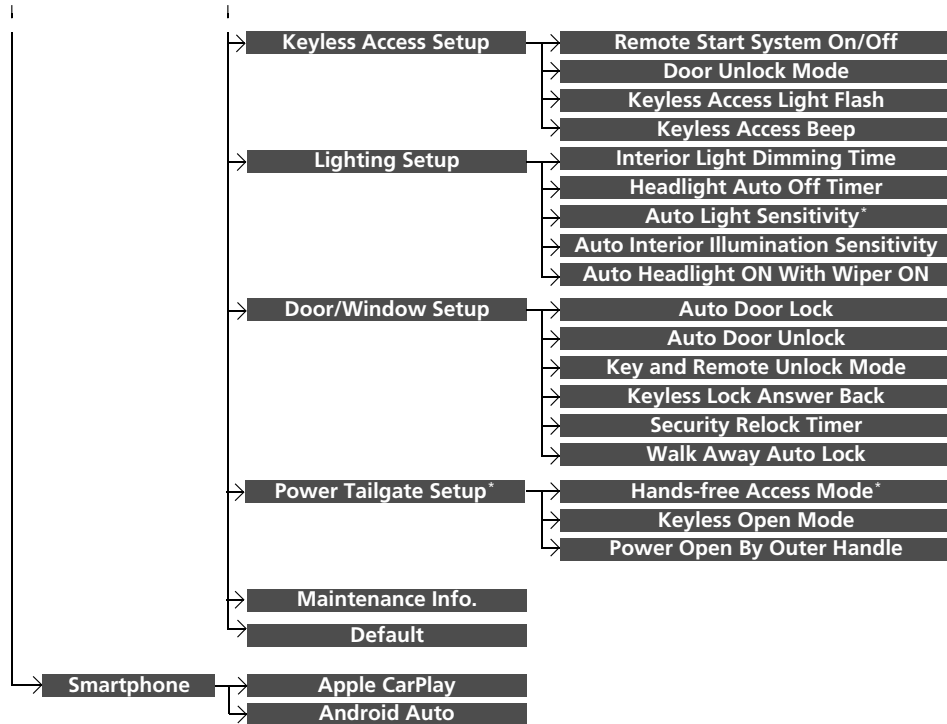 Keyless Access Setup
Remote Start System On/Off
Door Unlock Mode
Keyless Access Light Flash
Keyless Access Beep
Lighting Setup
Interior Light Dimming Time
Headlight Auto Off Timer
Auto Light Sensitivity*
Auto Interior Illumination Sensitivity
Auto Headlight ON With Wiper ON
Door/Window Setup
Auto Door Lock
Auto Door Unlock
Key and Remote Unlock Mode
Keyless Lock Answer Back
Security Relock Timer
Walk Away Auto Lock
Power Tailgate Setup*
Hands-free Access Mode*
Keyless Open Mode
Power Open By Outer Handle
Maintenance Info.
Default
Smartphone
Apple CarPlay
Android Auto